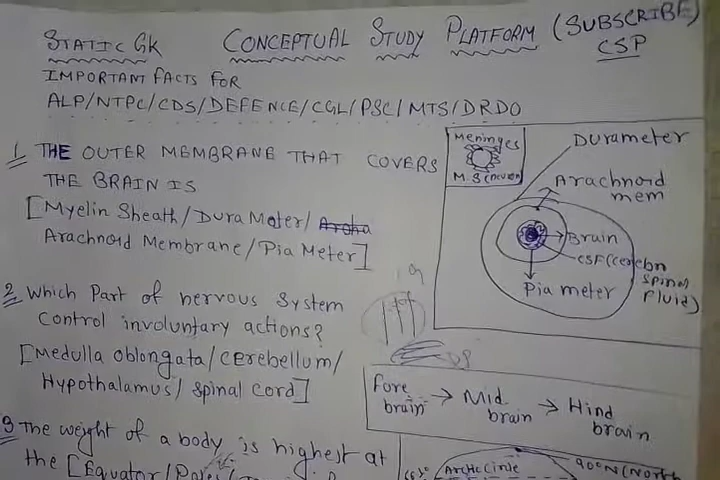 STATIC GK CONCEPTUAL STUDY PLATFORM (SUBSCRIBE)
CSP
IMPORTANT FACTS FOR
ALP/NTPC/CDS/DEFENCE/CGL/PSC/MTS/DRDO
1 THE OUTER MEMBRANE THAT COVERS
THE BRAIN IS
[Myelin Sheath/Dura Mater/
Arachnoid Membrane/Pia Meter]
Meninges
M.S(neuron)
Durameter
Arachnoid
mem
Brain
CSF(cerebn
spinal
fluid)
Pia meter
2 Which Part of nervous system
control involuntary actions?
[Medulla oblongata/cerebellum/
Hypothalamus/spinal cord]
Fore
brain → Mid
brain → Hind
brain
3 The weight of a body is highest at
the [Equator/Poles/
Arctic Circle
90°N(North